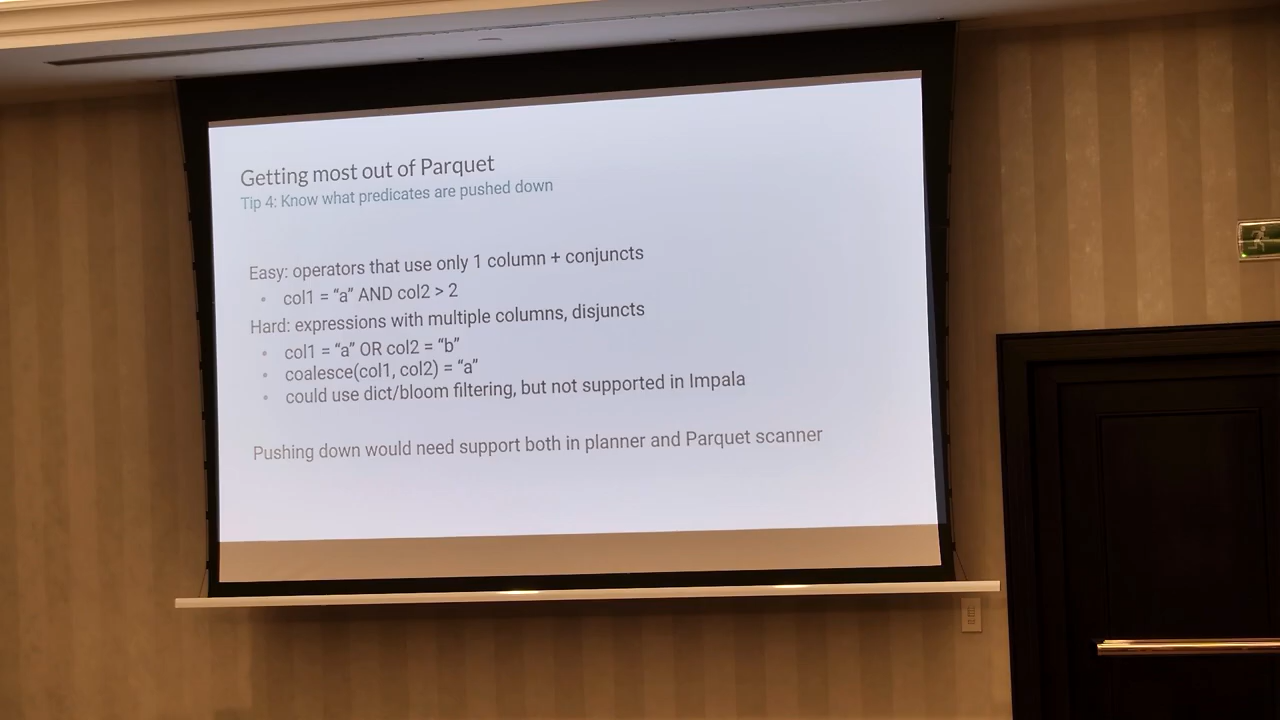 Getting most out of Parquet
Tip 4: Know what predicates are pushed down
Easy: operators that use only 1 column + conjuncts
• col1 = “a” AND col2 > 2
Hard: expressions with multiple columns, disjuncts
• col1 = “a” OR col2 = “b”
• coalesce(col1, col2) = “a”
• could use dict/bloom filtering, but not supported in Impala
Pushing down would need support both in planner and Parquet scanner